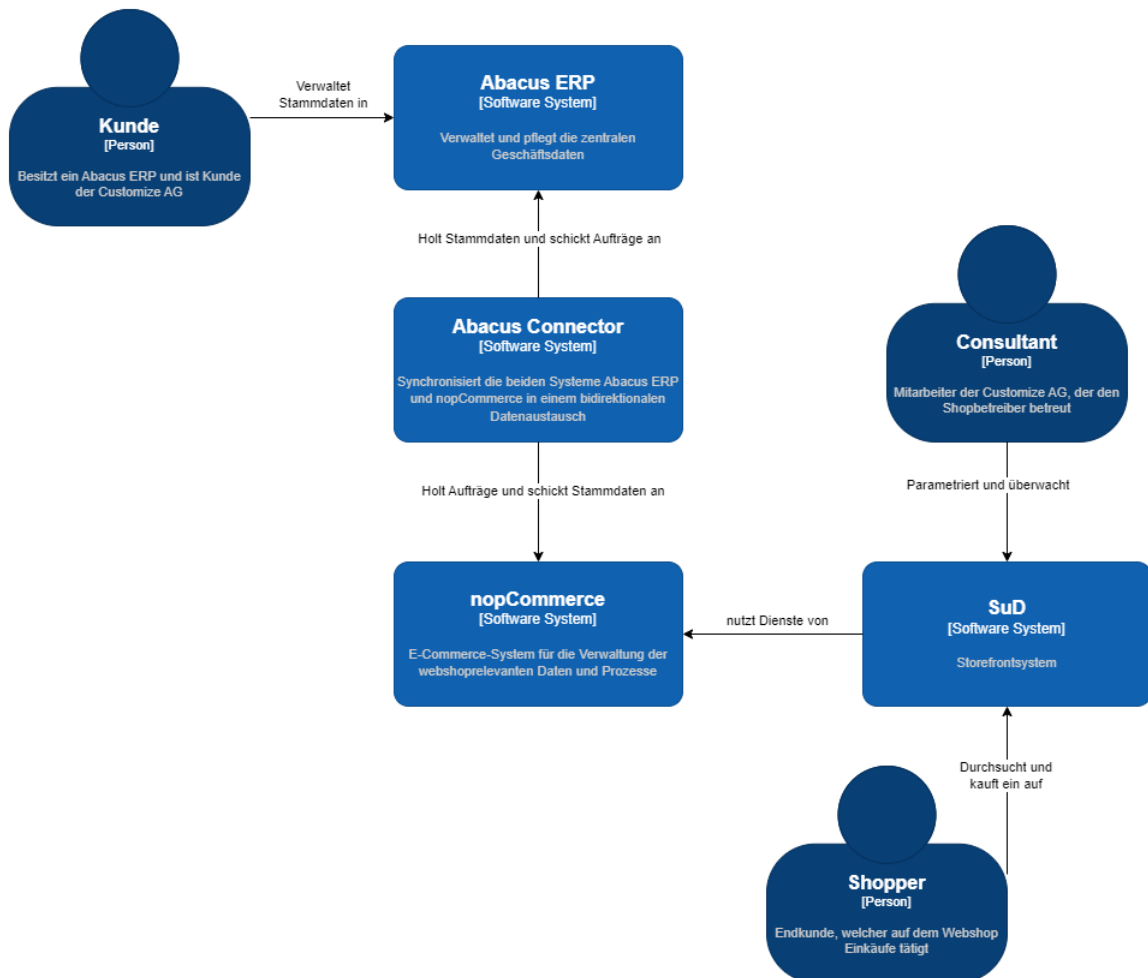 Kunde
[Person]
Besitzt ein Abacus ERP und ist Kunde
der Customize AG
Verwaltet
Stammdaten in
Abacus ERP
[Software System]
Verwaltet und pflegt die zentralen
Geschäftsdaten
Holt Stammdaten und schickt Aufträge an
Abacus Connector
[Software System]
Synchronisiert die beiden Systeme Abacus ERP
und nopCommerce in einem bidirektionalen
Datenaustausch
Consultant
[Person]
Mitarbeiter der Customize AG, der den
Shopbetreiber betreut
Holt Aufträge und schickt Stammdaten an
Parametriert und überwacht
nopCommerce
[Software System]
E-Commerce-System für die Verwaltung der
webshoprelevanten Daten und Prozesse
nutzt Dienste von
SuD
[Software System]
Storefrontsystem
Durchsucht und
kauft ein auf
Shopper
[Person]
Endkunde, welcher auf dem Webshop
Einkäufe tätigt